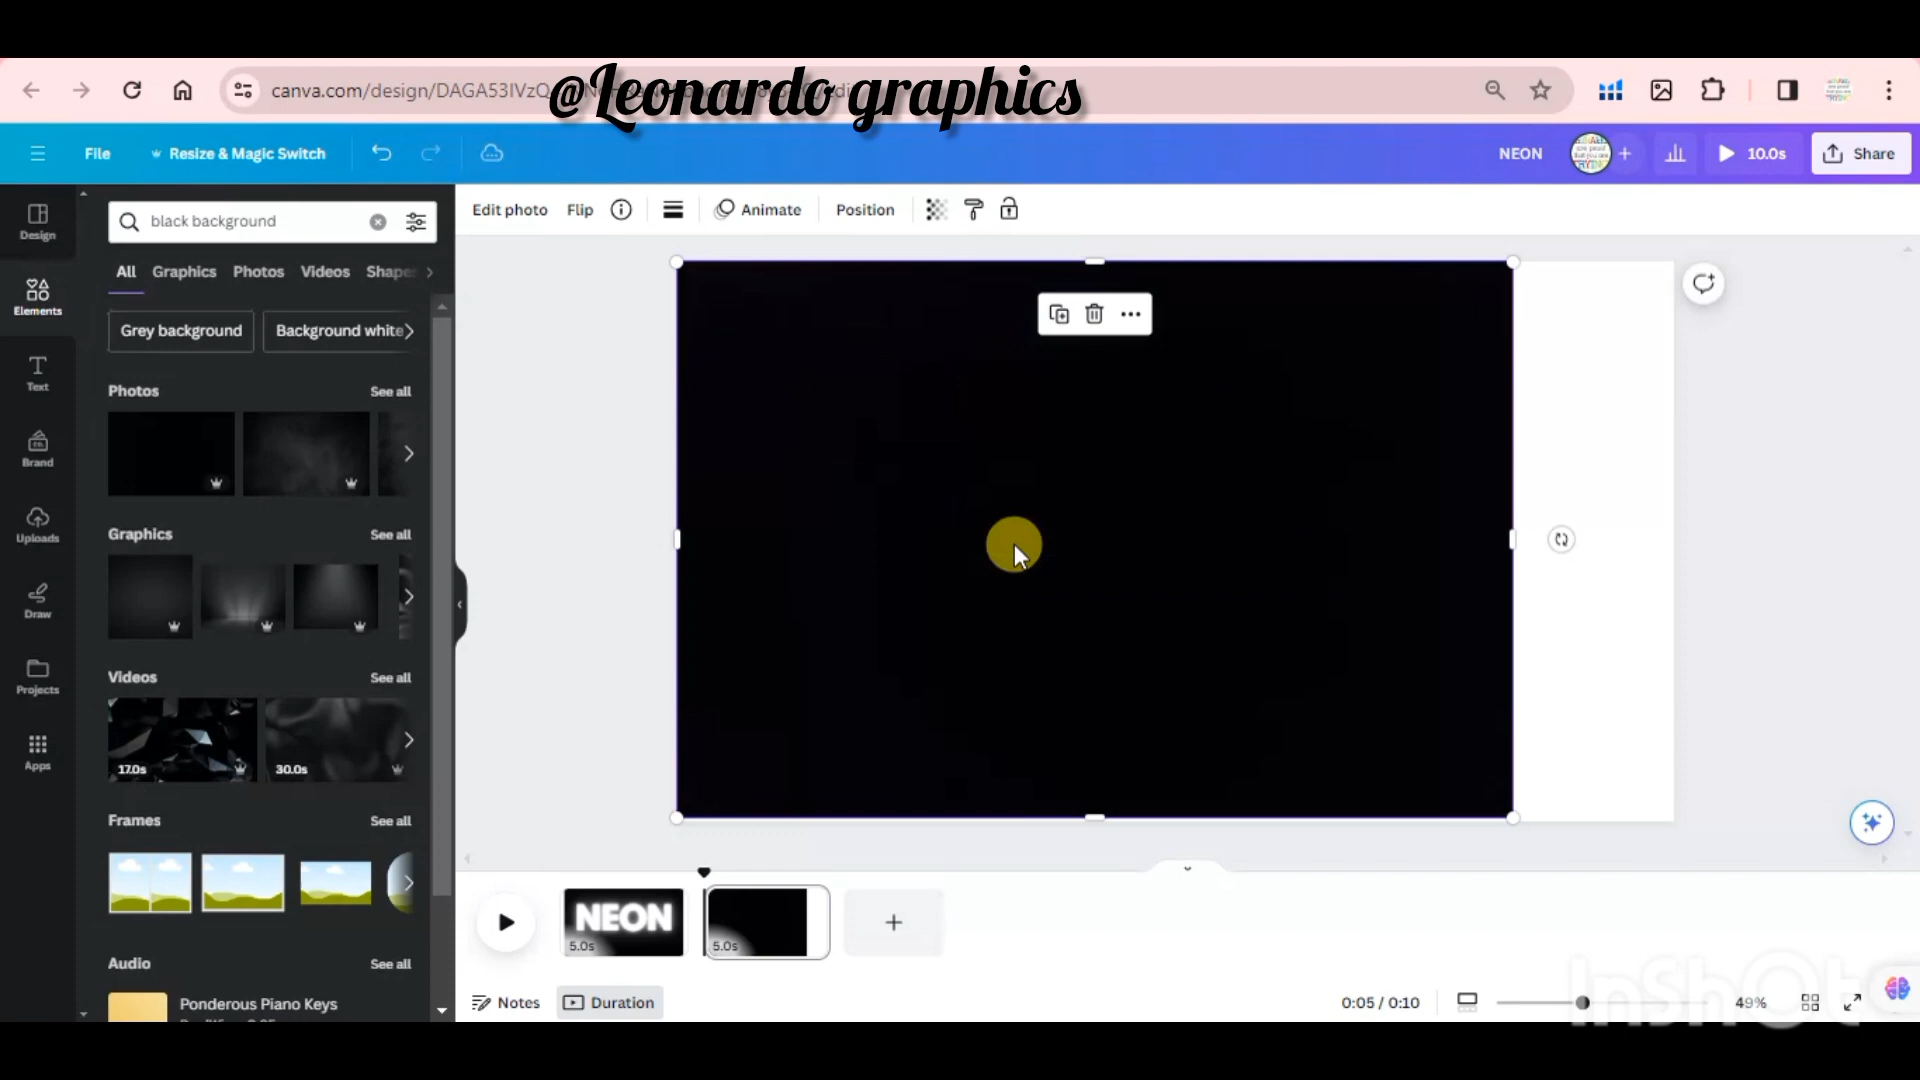 canva.com/design/DAGA53IVzQ
@Leonardo graphics
File
Resize & Magic Switch
NEON
10.0s
Share
Design
Elements
Text
Brand
Uploads
Draw
Projects
Apps
black background
All Graphics Photos Videos Shape
Grey background
Background white
Photos
See all
Graphics
See all
Videos
See all
17.0s
30.0s
Frames
See all
Audio
See all
Ponderous Piano Keys
Edit photo Flip Animate Position
NEON
5.0s
5.0s
Notes
Duration
0:05 / 0:10
49%
InShOt